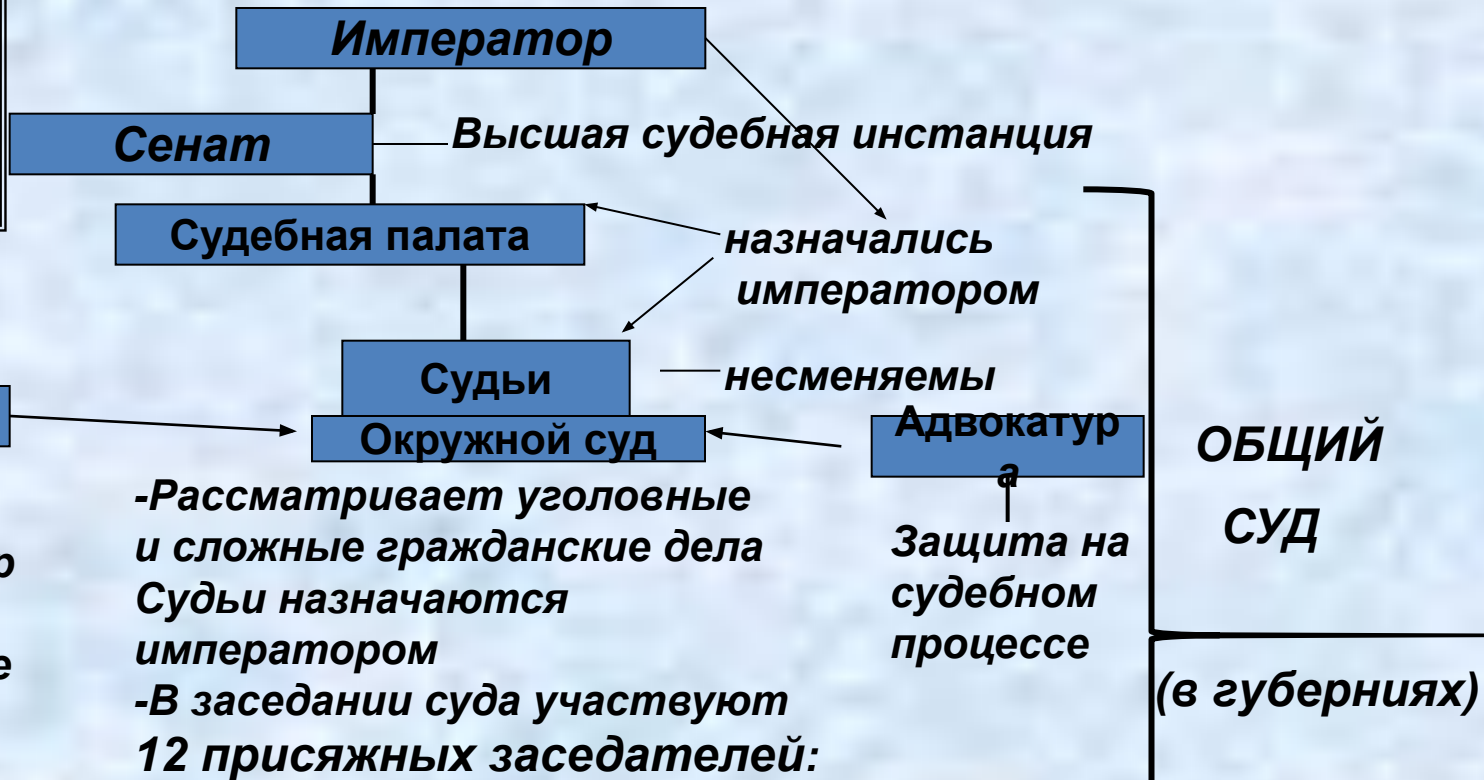 Император
Сенат
Высшая судебная инстанция
Судебная палата
назначались
императором
Судьи
несменяемы
Окружной суд
Адвокатур
а
ОБЩИЙ
СУД
-Рассматривает уголовные
и сложные гражданские дела
Судьи назначаются
императором
-В заседании суда участвуют
12 присяжных заседателей:
Защита на
судебном
процессе
(в губерниях)
р
е